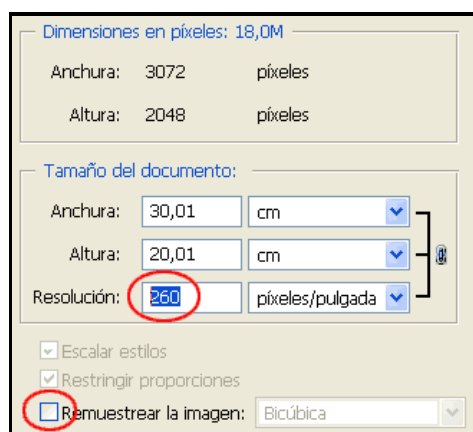 Dimensiones en píxeles: 18,0M
Anchura: 3072 píxeles
Altura: 2048 píxeles
Tamaño del documento:
Anchura: 30,01 cm
Altura: 20,01 cm
Resolución: 260 píxeles/pulgada
Escalar estilos
Restringir proporciones
Remuestrear la imagen: Bicúbica